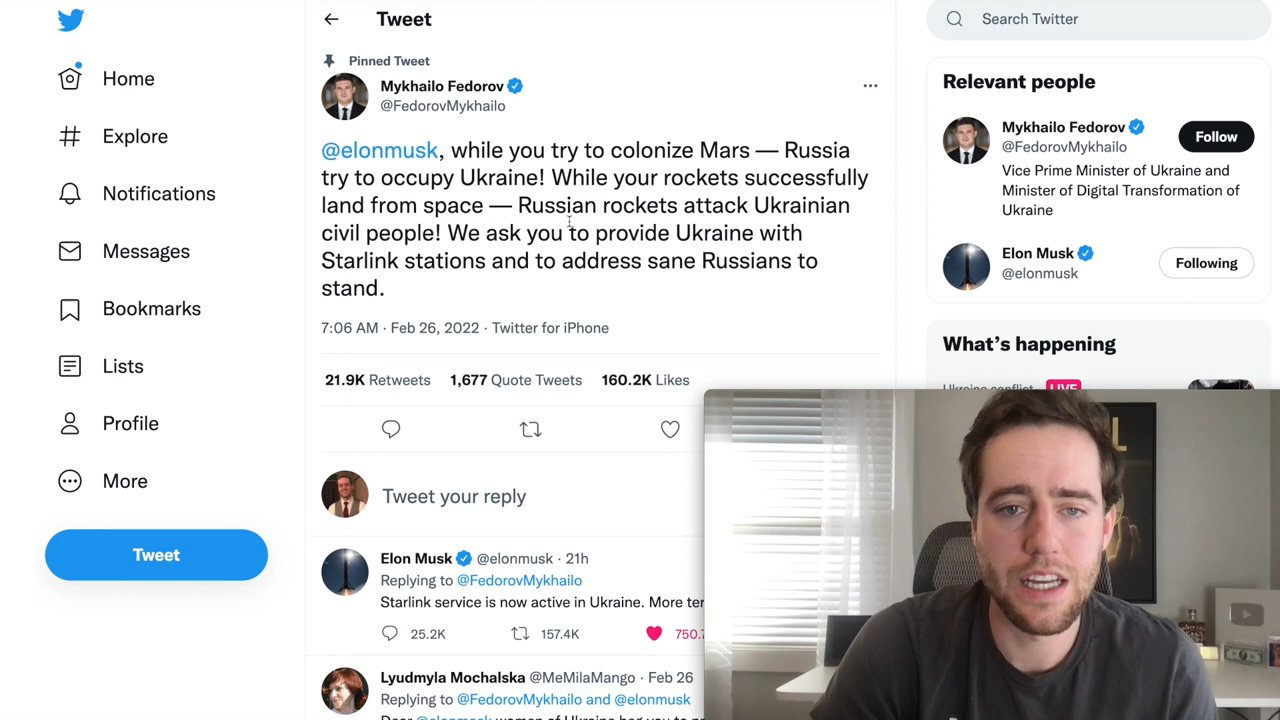 Home
Explore
Notifications
Messages
Bookmarks
Lists
Profile
More
Tweet
Tweet
Pinned Tweet
Mykhailo Fedorov
@FedorovMykhailo
@elonmusk, while you try to colonize Mars — Russia
try to occupy Ukraine! While your rockets successfully
land from space — Russian rockets attack Ukrainian
civil people! We ask you to provide Ukraine with
Starlink stations and to address sane Russians to
stand.
7:06 AM · Feb 26, 2022 · Twitter for iPhone
21.9K Retweets 1,677 Quote Tweets 160.2K Likes
Tweet your reply
Elon Musk @elonmusk · 21h
Replying to @FedorovMykhailo
Starlink service is now active in Ukraine. More
25.2K 157.4K
Lyudmyla Mochalska @MeMilaMango · Feb 26
Replying to @FedorovMykhailo and @elonmusk
Search Twitter
Relevant people
Mykhailo Fedorov
@FedorovMykhailo
Follow
Vice Prime Minister of Ukraine and
Minister of Digital Transformation of
Ukraine
Elon Musk
@elonmusk
Following
What's happening
Ukraine conflict LIVE